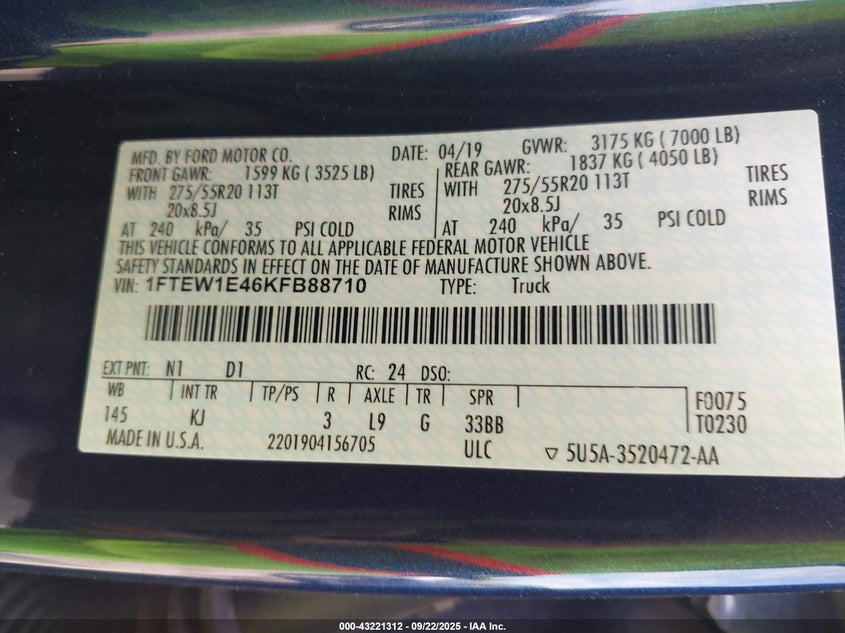 MFD. BY FORD MOTOR CO. DATE: 04/19 GVWR: 3175 KG ( 7000 LB)
FRONT GAWR: 1599 KG ( 3525 LB) REAR GAWR: 1837 KG ( 4050 LB)
WITH 275/55R20 113T TIRES WITH 275/55R20 113T TIRES
20x8.5J RIMS 20x8.5J RIMS
AT 240 kPa/ 35 PSI COLD AT 240 kPa/ 35 PSI COLD
THIS VEHICLE CONFORMS TO ALL APPLICABLE FEDERAL MOTOR VEHICLE
SAFETY STANDARDS IN EFFECT ON THE DATE OF MANUFACTURE SHOWN ABOVE.
VIN: 1FTEW1E46KFB88710 TYPE: Truck
EXT PNT: N1 D1 RC: 24 DSO:
WB INT TR TP/PS R AXLE TR SPR F0075
145 KJ 3 L9 G 33BB T0230
MADE IN U.S.A. 2201904156705 ULC ▽ 5U5A-3520472-AA
000-43221312 - 09/22/2025 - IAA Inc.